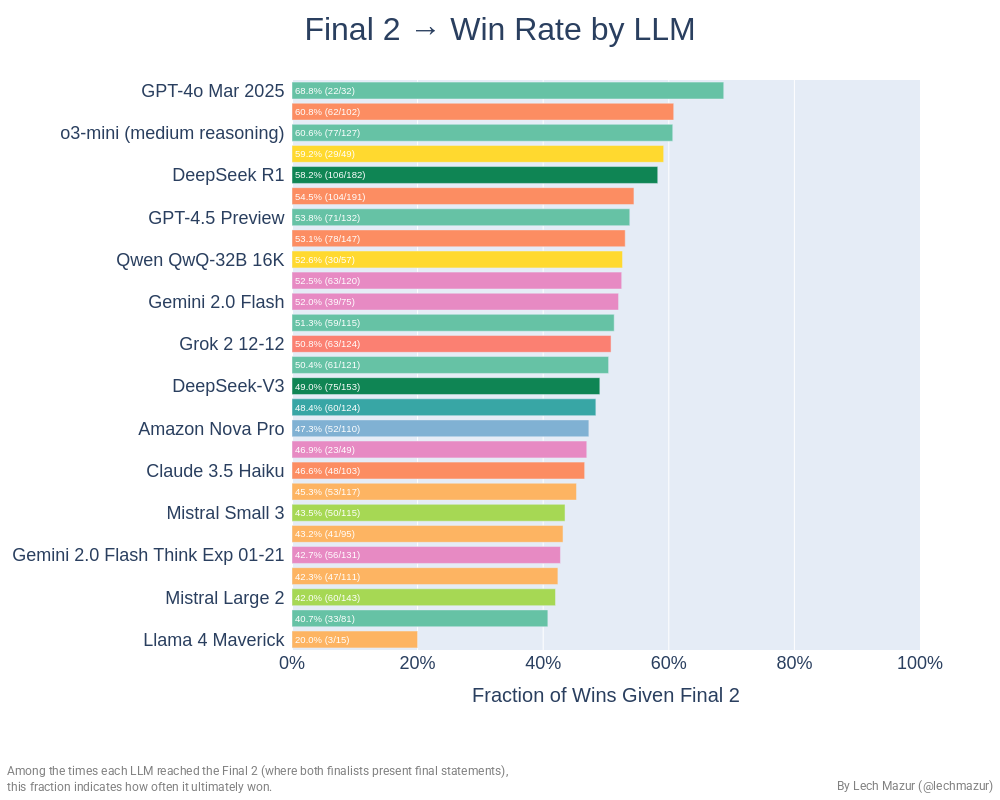 Final 2 → Win Rate by LLM
GPT-4o Mar 2025
68.8% (22/32)
60.8% (62/102)
o3-mini (medium reasoning)
60.6% (77/127)
59.2% (29/49)
DeepSeek R1
58.2% (106/182)
54.5% (104/191)
GPT-4.5 Preview
53.8% (71/132)
53.1% (78/147)
Qwen QwQ-32B 16K
52.6% (30/57)
52.5% (63/120)
Gemini 2.0 Flash
52.0% (39/75)
51.3% (59/115)
Grok 2 12-12
50.8% (63/124)
50.4% (61/121)
DeepSeek-V3
49.0% (75/153)
48.4% (60/124)
Amazon Nova Pro
47.3% (52/110)
46.9% (23/49)
Claude 3.5 Haiku
46.6% (48/103)
45.3% (53/117)
Mistral Small 3
43.5% (50/115)
43.2% (41/95)
Gemini 2.0 Flash Think Exp 01-21
42.7% (56/131)
42.3% (47/111)
Mistral Large 2
42.0% (60/143)
40.7% (33/81)
Llama 4 Maverick
20.0% (3/15)
0%
20%
40%
60%
80%
100%
Fraction of Wins Given Final 2
Among the times each LLM reached the Final 2 (where both finalists present final statements),
this fraction indicates how often it ultimately won.
By Lech Mazur (@lechmazur)